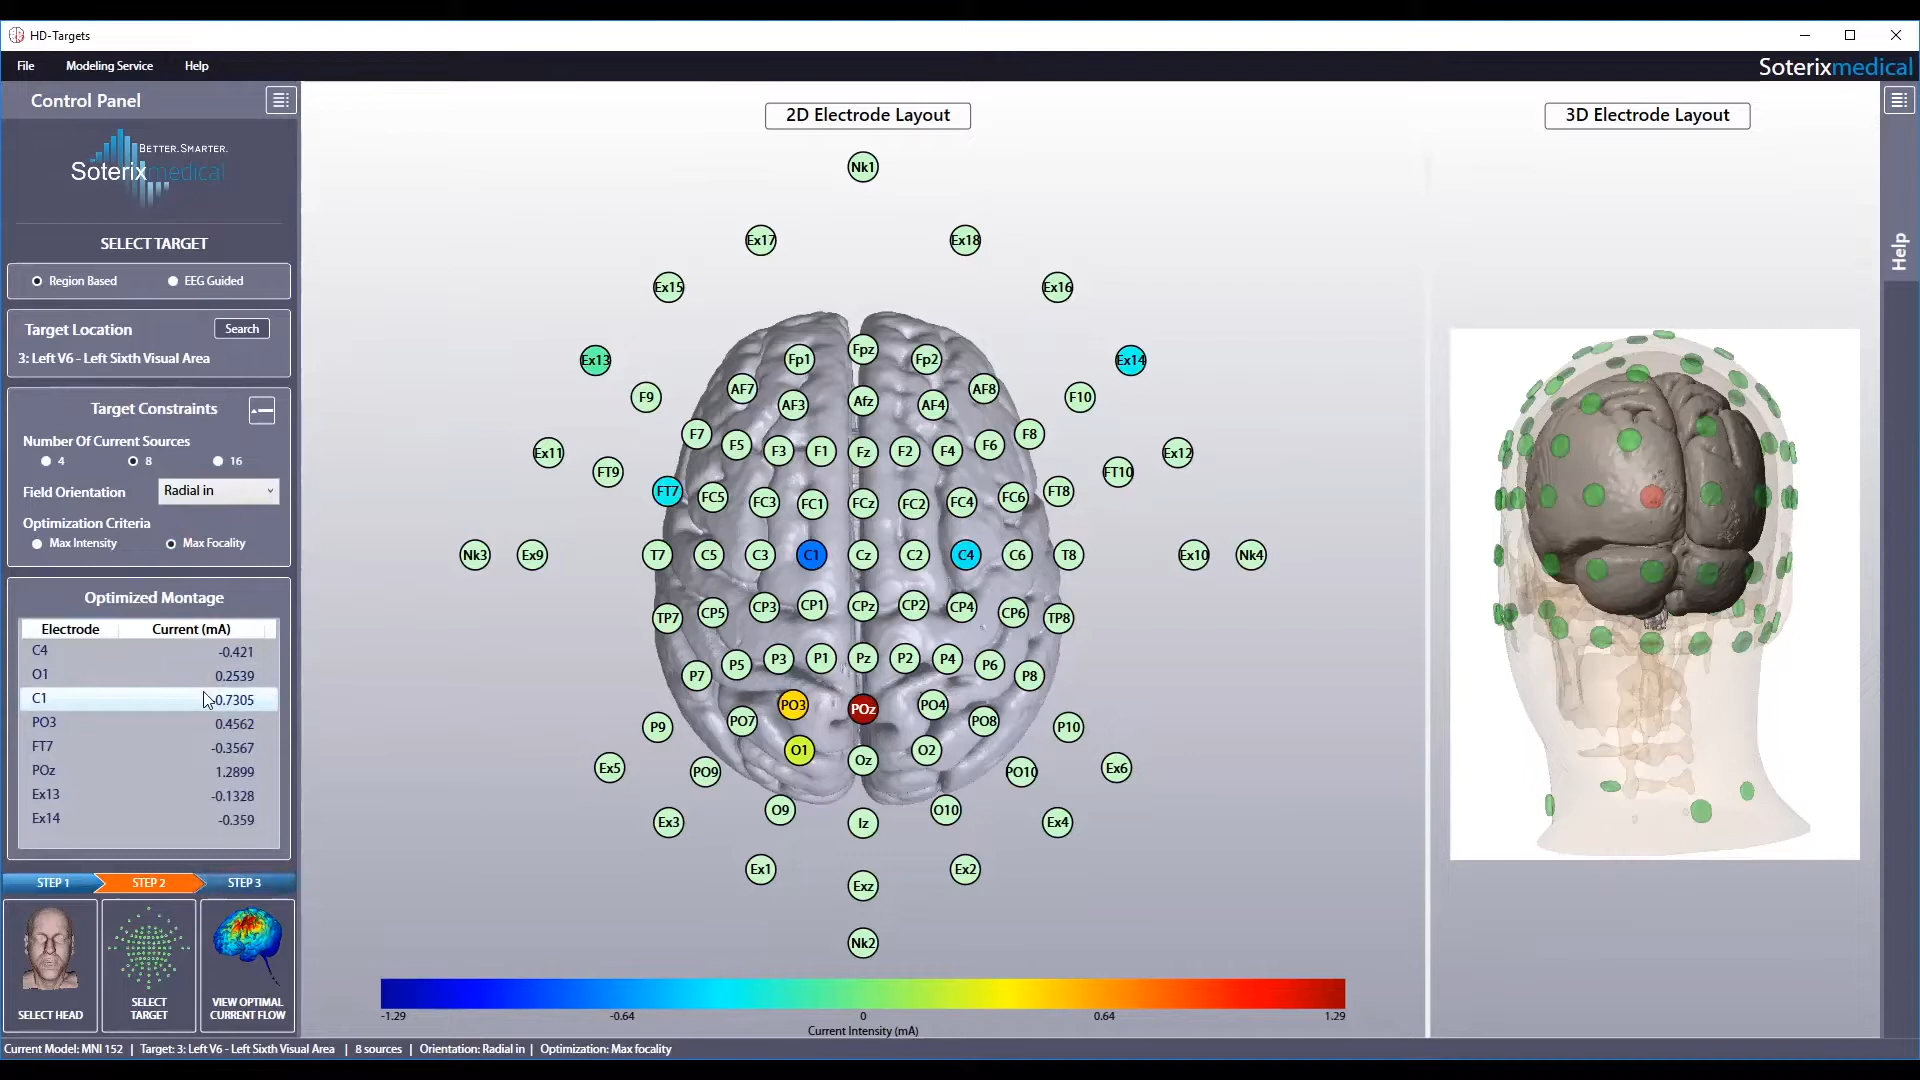 HD-Targets
File Modeling Service Help
Soterixmedical
Control Panel
BETTER. SMARTER.
Soterixmedical
SELECT TARGET
Region Based EEG Guided
Target Location Search
3: Left V6 - Left Sixth Visual Area
Target Constraints
Number Of Current Sources
4 8 16
Field Orientation Radial in
Optimization Criteria
Max Intensity Max Focality
Optimized Montage
Electrode Current (mA)
C4 -0.421
O1 0.2539
C1 -0.7305
PO3 0.4562
FT7 -0.3567
POz 1.2899
Ex13 -0.1328
Ex14 -0.359
STEP 1 STEP 2 STEP 3
SELECT HEAD
SELECT TARGET
VIEW OPTIMAL CURRENT FLOW
2D Electrode Layout
Nk1
Ex17 Ex18
Ex15 Ex16
Fpz
Ex13 Fp1 Fp2 Ex14
F9 AF7 AF3 Afz AF4 AF8 F10
F7 F5 F3 F1 Fz F2 F4 F6 F8
Ex11 Ex12
FT9 FT10
FT7 FC5 FC3 FC1 FCz FC2 FC4 FC6 FT8
Nk3 Ex9 T7 C5 C3 C1 Cz C2 C4 C6 T8 Ex10 Nk4
TP7 CP5 CP3 CP1 CPz CP2 CP4 CP6 TP8
P7 P5 P3 P1 Pz P2 P4 P6 P8
P9 PO7 PO3 POz PO4 PO8 P10
O1 Oz O2
Ex5 PO9 PO10 Ex6
Ex3 O9 Iz O10 Ex4
Ex1 Exz Ex2
Nk2
-1.29 -0.64 0 0.64 1.29
Current Intensity (mA)
3D Electrode Layout
Help
Current Model: MNI 152 | Target: 3: Left V6 - Left Sixth Visual Area | 8 sources | Orientation: Radial in | Optimization: Max focality